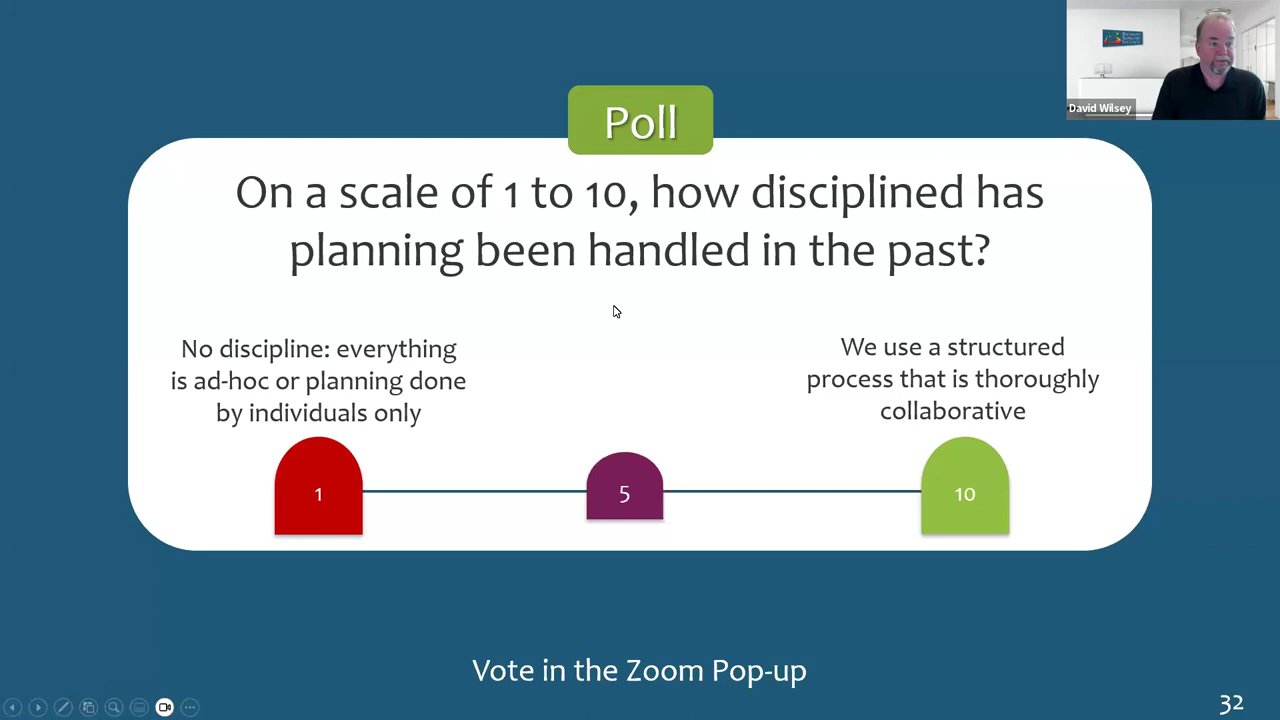 David Wilsey
Poll
On a scale of 1 to 10, how disciplined has
planning been handled in the past?
No discipline: everything
is ad-hoc or planning done
by individuals only
We use a structured
process that is thoroughly
collaborative
1
5
10
Vote in the Zoom Pop-up
32